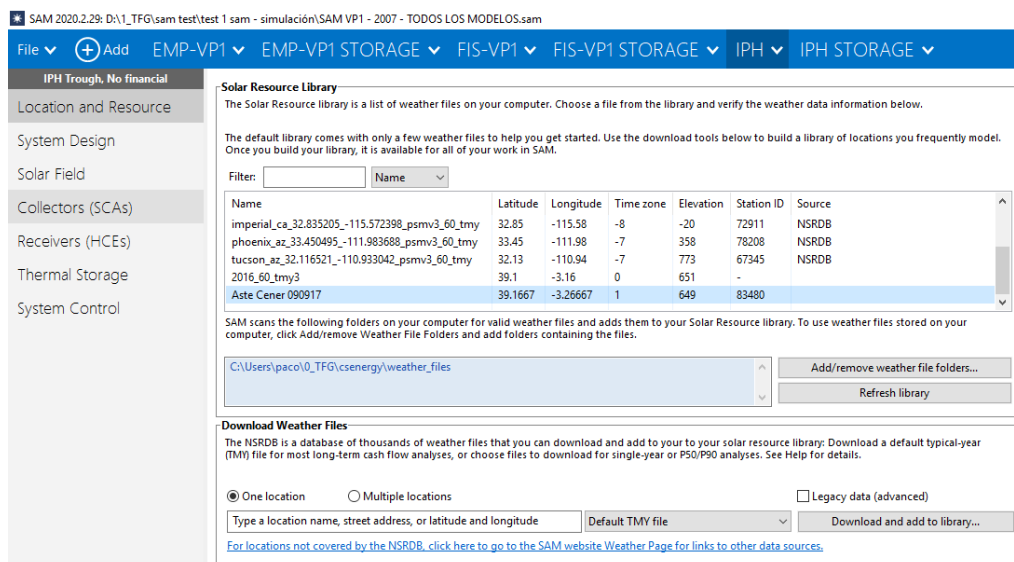 SAM 2020.2.29: D:\1_TFG\sam test\test 1 sam - simulación\SAM VP1 - 2007 - TODOS LOS MODELOS.sam
File Add EMP-VP1 EMP-VP1 STORAGE FIS-VP1 FIS-VP1 STORAGE IPH IPH STORAGE
IPH Trough, No financial
Location and Resource
System Design
Solar Field
Collectors (SCAs)
Receivers (HCEs)
Thermal Storage
System Control
Solar Resource Library
The Solar Resource library is a list of weather files on your computer. Choose a file from the library and verify the weather data information below.
The default library comes with only a few weather files to help you get started. Use the download tools below to build a library of locations you frequently model.
Once you build your library, it is available for all of your work in SAM.
Filter: Name
Name Latitude Longitude Time zone Elevation Station ID Source
imperial_ca_32.835205_-115.572398_psmv3_60_tmy 32.85 -115.58 -8 -20 72911 NSRDB
phoenix_az_33.450495_-111.983688_psmv3_60_tmy 33.45 -111.98 -7 358 78208 NSRDB
tucson_az_32.116521_-110.933042_psmv3_60_tmy 32.13 -110.94 -7 773 67345 NSRDB
2016_60_tmy3 39.1 -3.16 0 651 -
Aste Cener 090917 39.1667 -3.26667 1 649 83480
SAM scans the following folders on your computer for valid weather files and adds them to your Solar Resource library. To use weather files stored on your
computer, click Add/remove Weather File Folders and add folders containing the files.
C:\Users\paco\0_TFG\csenergy\weather_files
Add/remove weather file folders...
Refresh library
Download Weather Files
The NSRDB is a database of thousands of weather files that you can download and add to your to your solar resource library: Download a default typical-year
(TMY) file for most long-term cash flow analyses, or choose files to download for single-year or P50/P90 analyses. See Help for details.
One location Multiple locations Legacy data (advanced)
Type a location name, street address, or latitude and longitude Default TMY file Download and add to library...
For locations not covered by the NSRDB, click here to go to the SAM website Weather Page for links to other data sources.